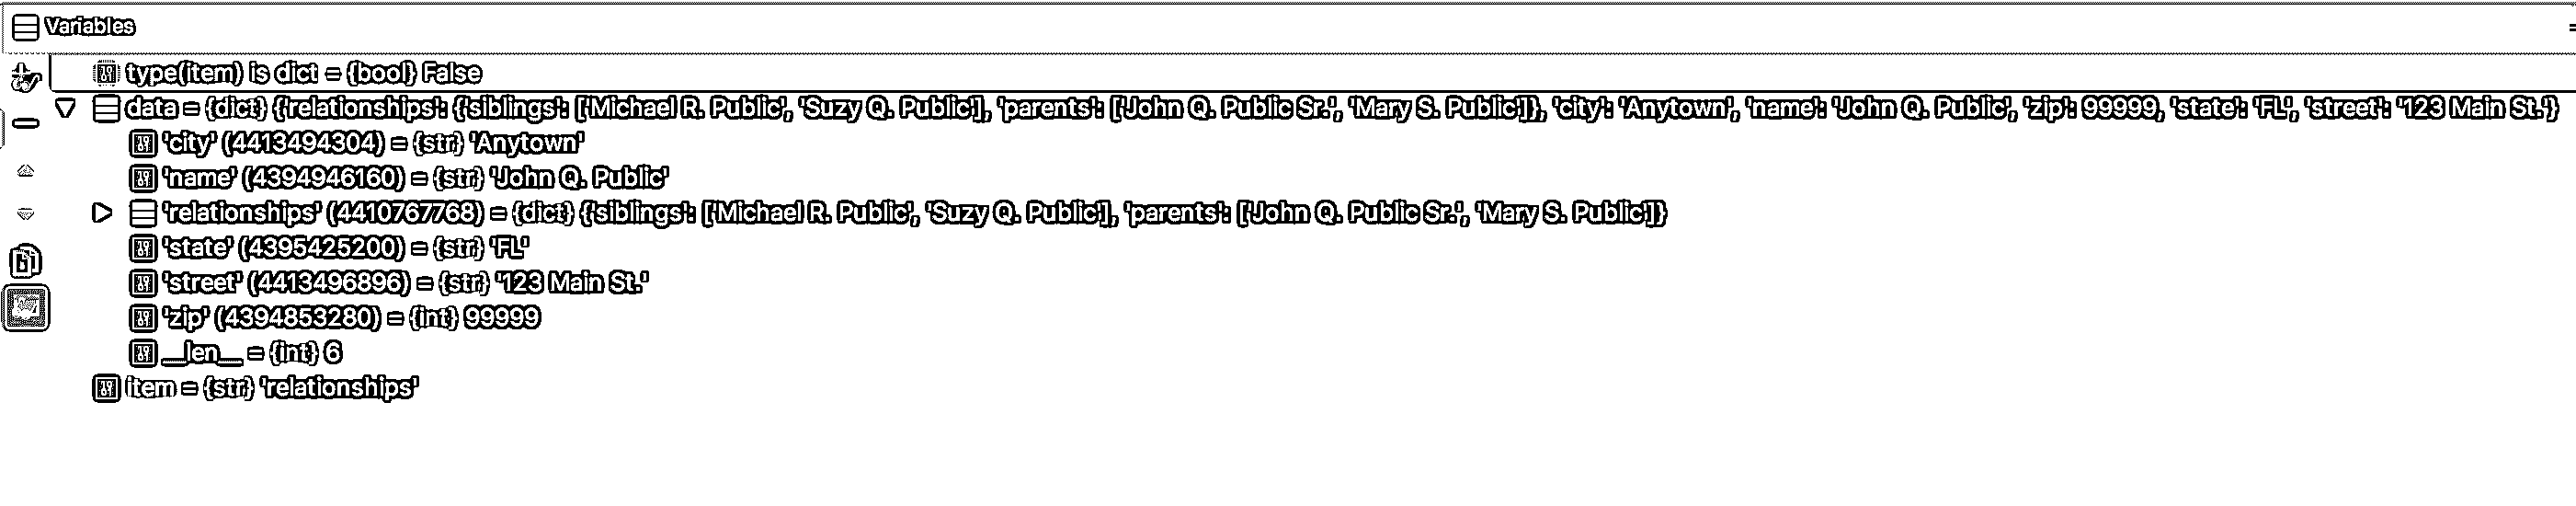 Variables
type(item) is dict = {bool} False
data = {dict} {'relationships': {'siblings': ['Michael R. Public', 'Suzy Q. Public'], 'parents': ['John Q. Public Sr.', 'Mary S. Public']}, 'city': 'Anytown', 'name': 'John Q. Public', 'zip': 99999, 'state': 'FL', 'street': '123 Main St.'}
'city' (4413494304) = {str} 'Anytown'
'name' (4394946160) = {str} 'John Q. Public'
'relationships' (4410767768) = {dict} {'siblings': ['Michael R. Public', 'Suzy Q. Public'], 'parents': ['John Q. Public Sr.', 'Mary S. Public']}
'state' (4395425200) = {str} 'FL'
'street' (4413496896) = {str} '123 Main St.'
'zip' (4394853280) = {int} 99999
__len__ = {int} 6
item = {str} 'relationships'